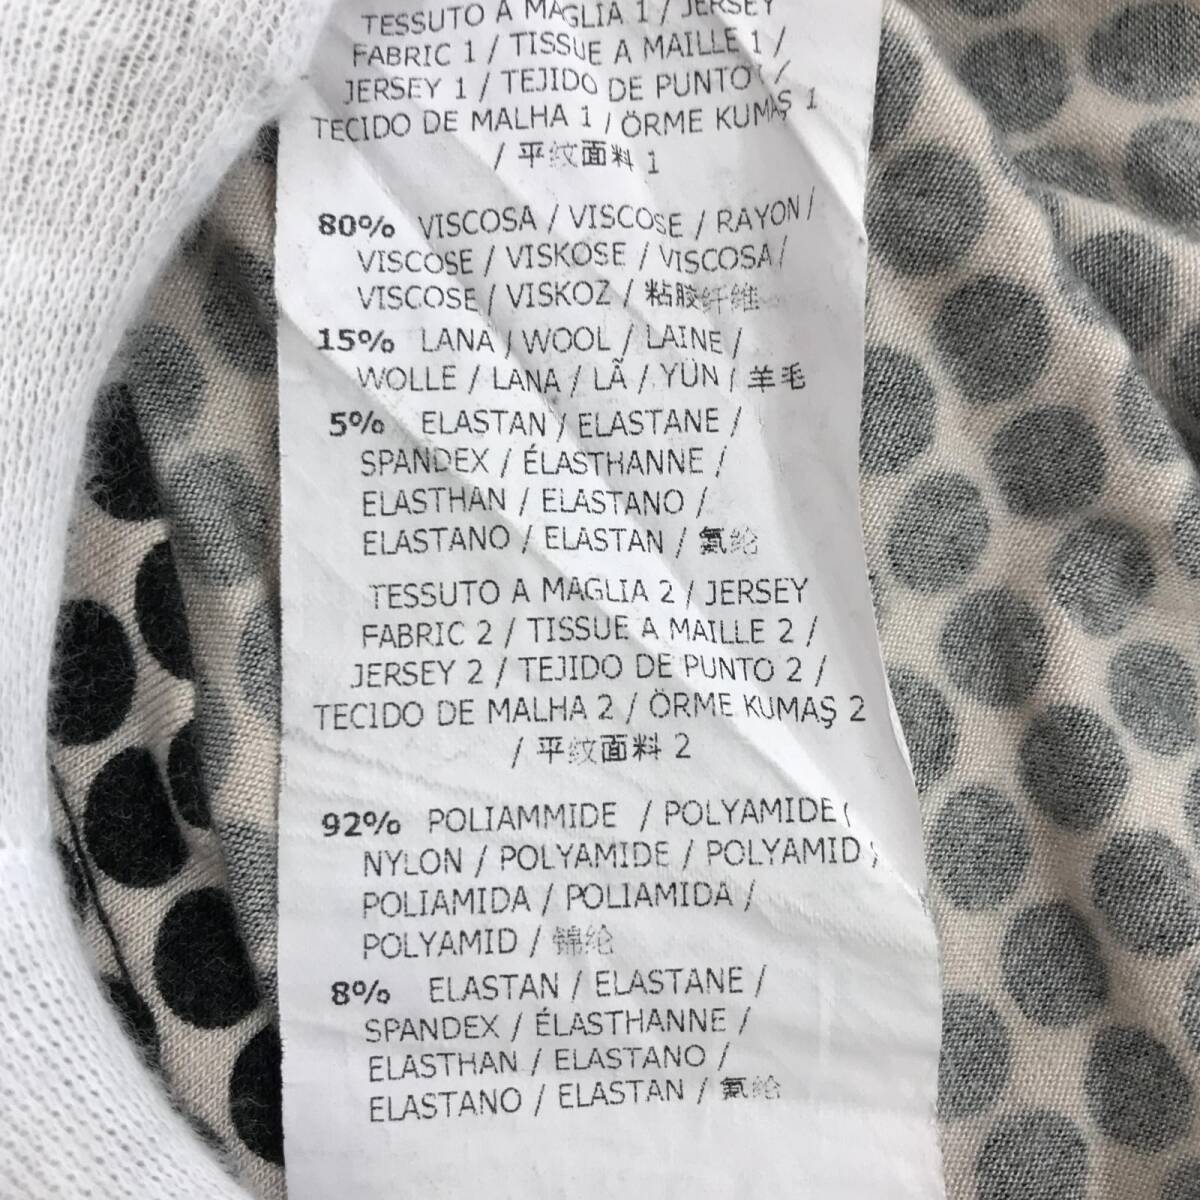 TESSUTO A MAGLIA 1 / JERSEY
FABRIC 1 / TISSUE A MAILLE 1 /
JERSEY 1 / TEJIDO DE PUNTO 1 /
TECIDO DE MALHA 1 / ÖRME KUMAŞ 1
/ 平纹面料 1
80% VISCOSA / VISCOSE / RAYON /
VISCOSE / VISKOSE / VISCOSA /
VISCOSE / VISKOZ / 粘胶纤维
15% LANA / WOOL / LAINE /
WOLLE / LANA / LÃ / YÜN / 羊毛
5% ELASTAN / ELASTANE /
SPANDEX / ÉLASTHANNE /
ELASTHAN / ELASTANO /
ELASTANO / ELASTAN / 氨纶
TESSUTO A MAGLIA 2 / JERSEY
FABRIC 2 / TISSUE A MAILLE 2 /
JERSEY 2 / TEJIDO DE PUNTO 2 /
TECIDO DE MALHA 2 / ÖRME KUMAŞ 2
/ 平纹面料 2
92% POLIAMMIDE / POLYAMIDE /
NYLON / POLYAMIDE / POLYAMID /
POLIAMIDA / POLIAMIDA /
POLYAMID / 锦纶
8% ELASTAN / ELASTANE /
SPANDEX / ÉLASTHANNE /
ELASTHAN / ELASTANO /
ELASTANO / ELASTAN / 氨纶